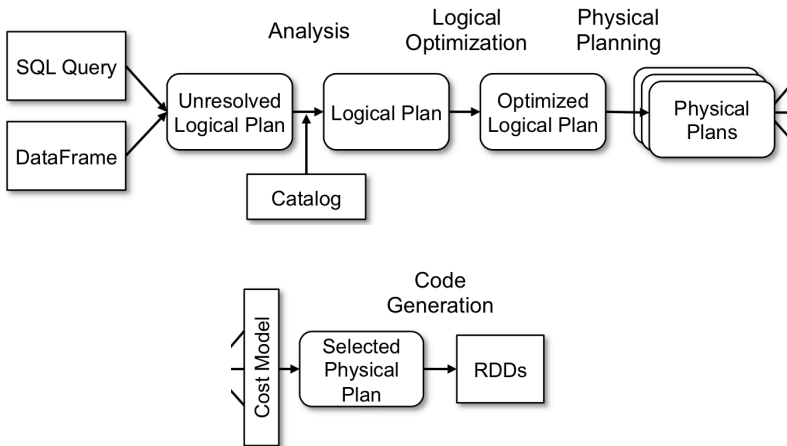 Analysis
Logical
Optimization
Physical
Planning
SQL Query
DataFrame
Unresolved
Logical Plan
Logical Plan
Optimized
Logical Plan
Physical
Plans
Catalog
Code
Generation
Cost Model
Selected
Physical
Plan
RDDs